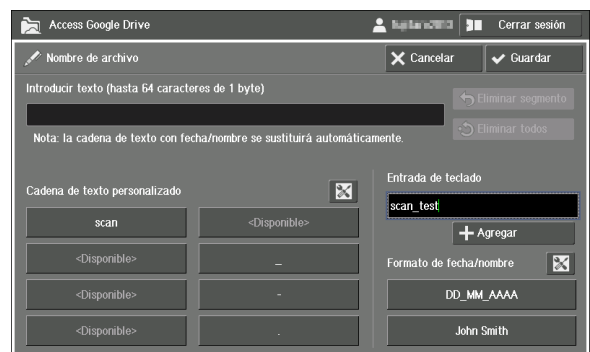 Access Google Drive
Cerrar sesión
Nombre de archivo
Cancelar
Guardar
Introducir texto (hasta 64 caracteres de 1 byte)
Eliminar segmento
Nota: la cadena de texto con fecha/nombre se sustituirá automáticamente.
Eliminar todos
Cadena de texto personalizado
scan
<Disponible>
<Disponible>
_
<Disponible>
-
<Disponible>
.
Entrada de teclado
scan_test
Agregar
Formato de fecha/nombre
DD_MM_AAAA
John Smith